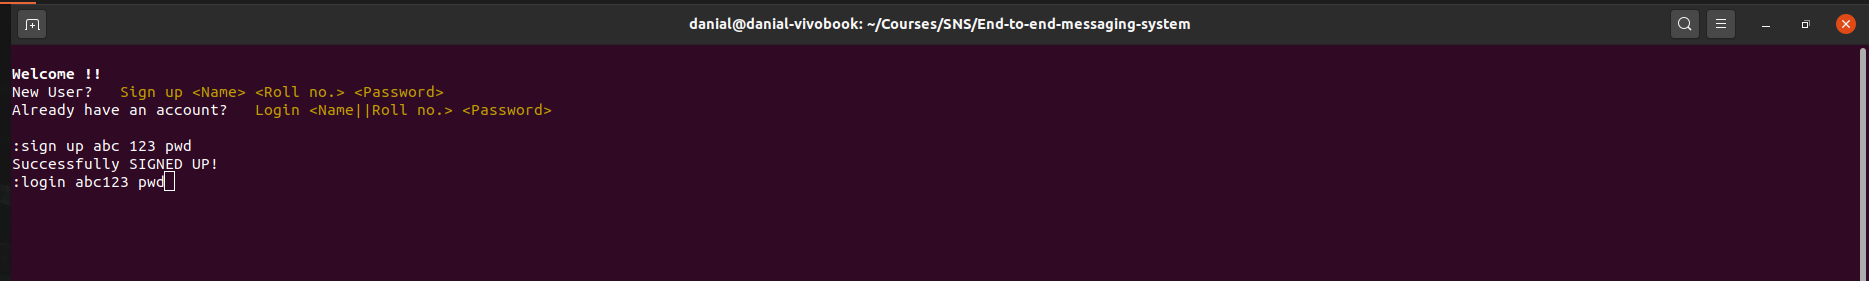 danial@danial-vivobook: ~/Courses/SNS/End-to-end-messaging-system
Welcome !!
New User?   Sign up <Name> <Roll no.> <Password>
Already have an account?   Login <Name||Roll no.> <Password>
:sign up abc 123 pwd
Successfully SIGNED UP!
:login abc123 pwd